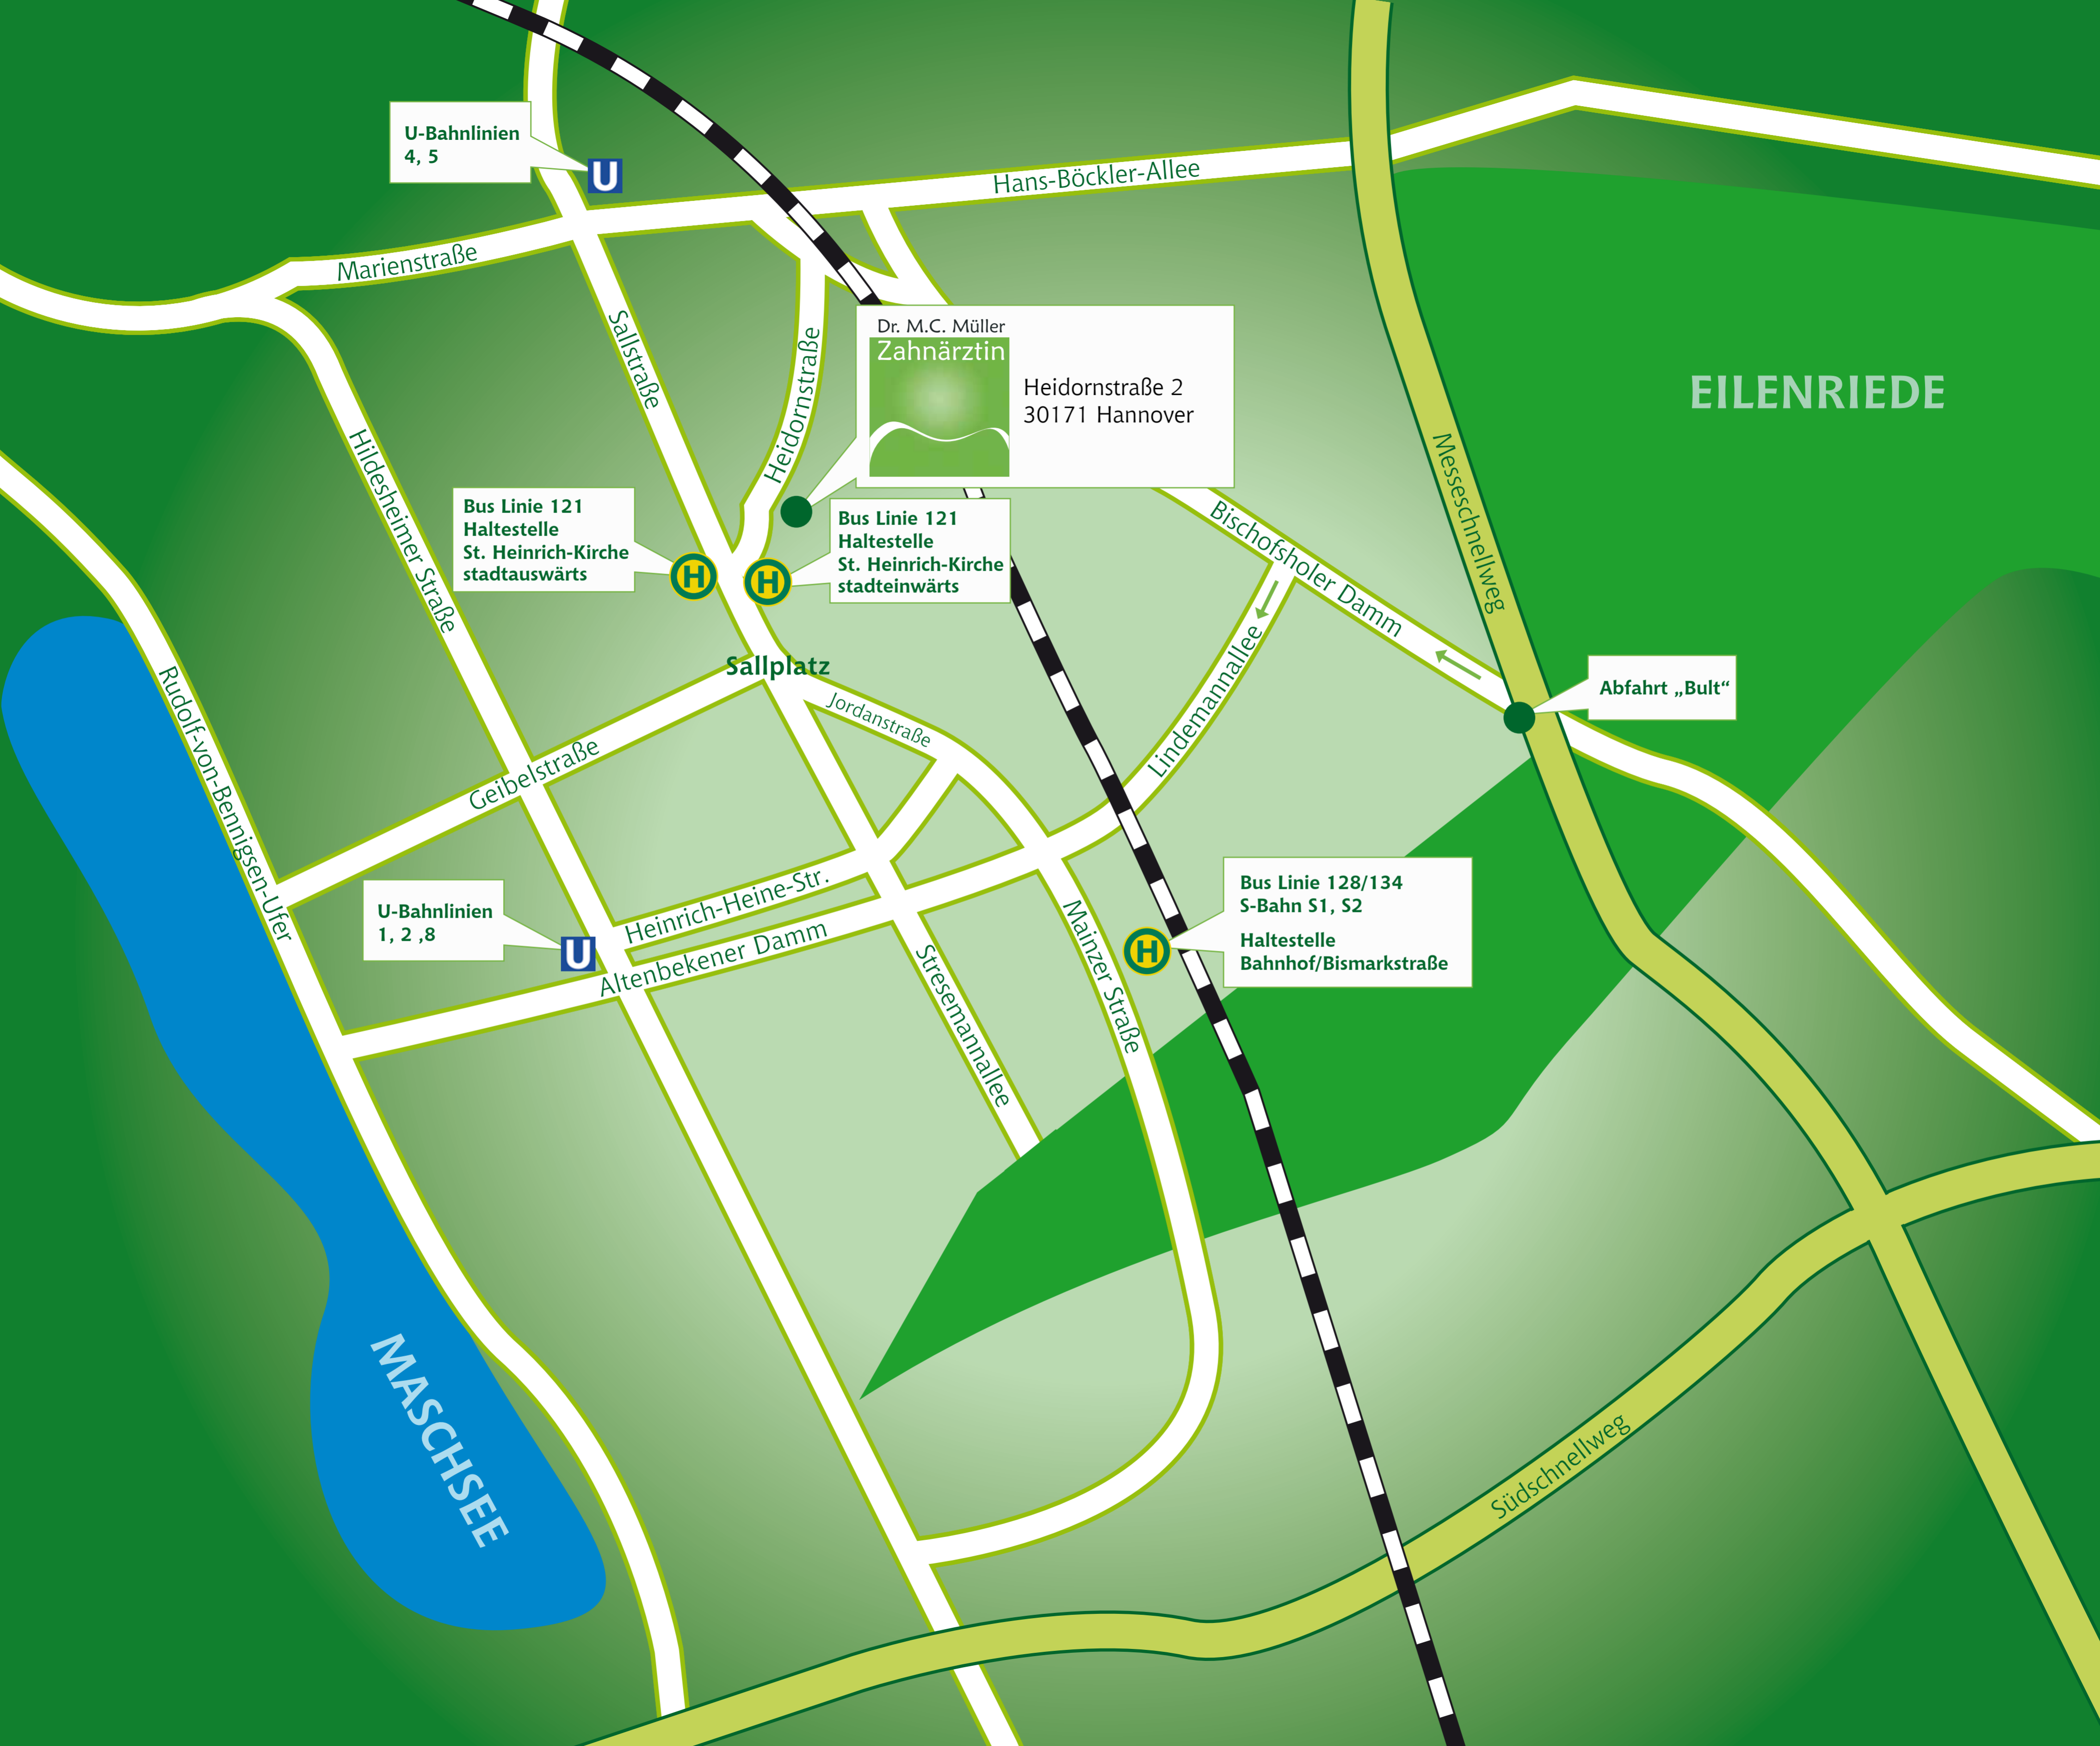 U-Bahnlinien
4, 5
U
Hans-Böckler-Allee
Marienstraße
Sallstraße
Heidornstraße
Dr. M.C. Müller
Zahnärztin
Heidornstraße 2
30171 Hannover
EILENRIEDE
Messeschnellweg
Hildesheimer Straße
Bus Linie 121
Haltestelle
St. Heinrich-Kirche
stadtauswärts
H
H
Bus Linie 121
Haltestelle
St. Heinrich-Kirche
stadteinwärts
Bischofsholer Damm
Lindemannallee
Sallplatz
Abfahrt „Bult“
Rudolf-von-Bennigsen-Ufer
Jordanstraße
Geibelstraße
U-Bahnlinien
1, 2 ,8
U
Heinrich-Heine-Str.
Altenbekener Damm
Stresemannallee
Mainzer Straße
H
Bus Linie 128/134
S-Bahn S1, S2
Haltestelle
Bahnhof/Bismarkstraße
MASCHSEE
Südschnellweg